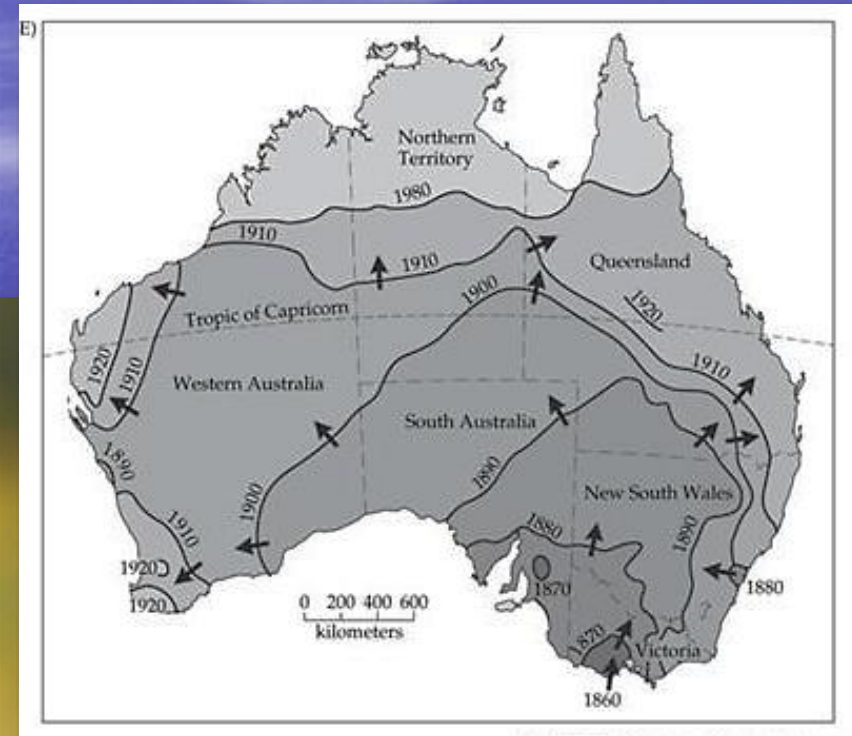 E)
Northern
Territory
1980
1910
1910
Queensland
1900
Tropic of Capricorn
1920
1920
1910
1910
Western Australia
South Australia
1890
1890
1900
New South Wales
1910
1880
1890
1920
1870
1880
1920
0 200 400 600
kilometers
1870
Victoria
1860